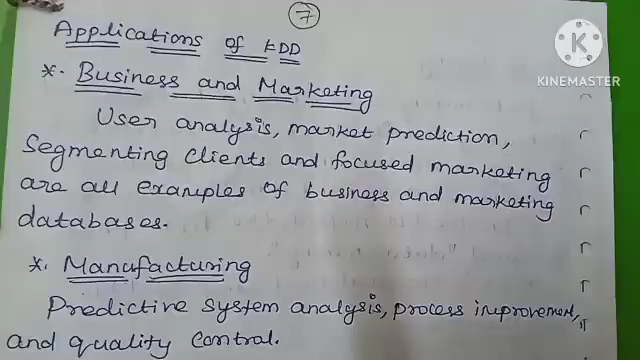 7
Applications of KDD
*. Business and Marketing
User analysis, market prediction,
Segmenting clients and focused marketing
are all examples of business and marketing
databases.
*. Manufacturing
Predictive system analysis, process improvement,
and quality control.
K
KINEMASTER